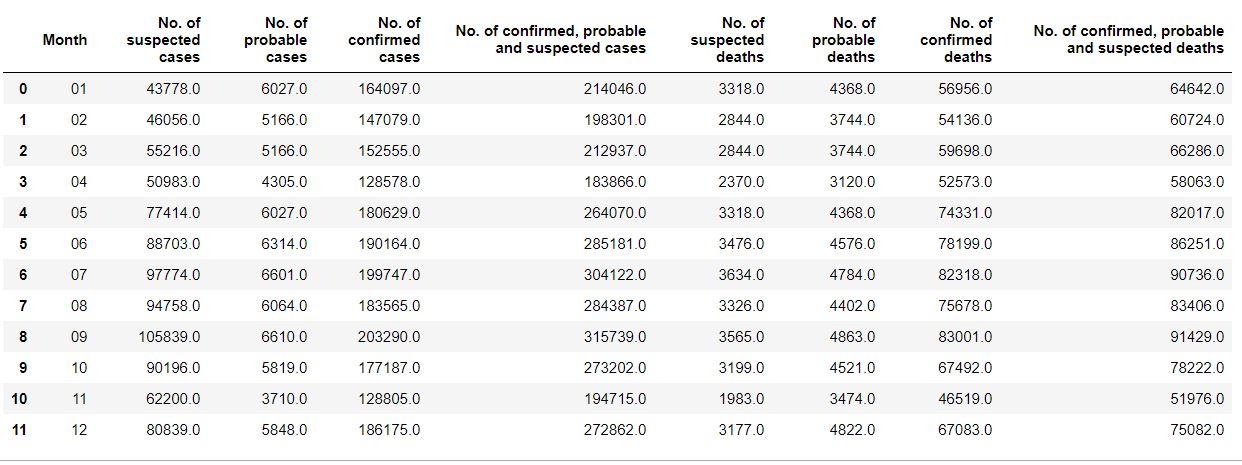 Month No. of suspected cases No. of probable cases No. of confirmed cases No. of confirmed, probable and suspected cases No. of suspected deaths No. of probable deaths No. of confirmed deaths No. of confirmed, probable and suspected deaths
0 01 43778.0 6027.0 164097.0 214046.0 3318.0 4368.0 56956.0 64642.0
1 02 46056.0 5166.0 147079.0 198301.0 2844.0 3744.0 54136.0 60724.0
2 03 55216.0 5166.0 152555.0 212937.0 2844.0 3744.0 59698.0 66286.0
3 04 50983.0 4305.0 128578.0 183866.0 2370.0 3120.0 52573.0 58063.0
4 05 77414.0 6027.0 180629.0 264070.0 3318.0 4368.0 74331.0 82017.0
5 06 88703.0 6314.0 190164.0 285181.0 3476.0 4576.0 78199.0 86251.0
6 07 97774.0 6601.0 199747.0 304122.0 3634.0 4784.0 82318.0 90736.0
7 08 94758.0 6064.0 183565.0 284387.0 3326.0 4402.0 75678.0 83406.0
8 09 105839.0 6610.0 203290.0 315739.0 3565.0 4863.0 83001.0 91429.0
9 10 90196.0 5819.0 177187.0 273202.0 3199.0 4521.0 67492.0 78222.0
10 11 62200.0 3710.0 128805.0 194715.0 1983.0 3474.0 46519.0 51976.0
11 12 80839.0 5848.0 186175.0 272862.0 3177.0 4822.0 67083.0 75082.0